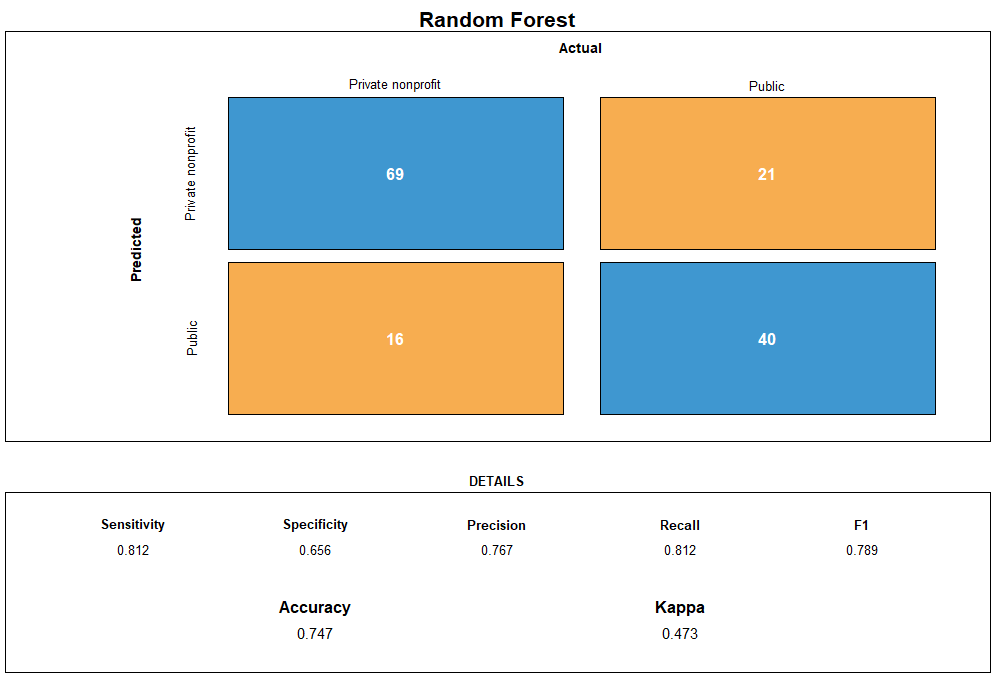 Random Forest
Actual
Private nonprofit Public
Predicted
Private nonprofit
69 21
Public
16 40
DETAILS
Sensitivity Specificity Precision Recall F1
0.812 0.656 0.767 0.812 0.789
Accuracy Kappa
0.747 0.473